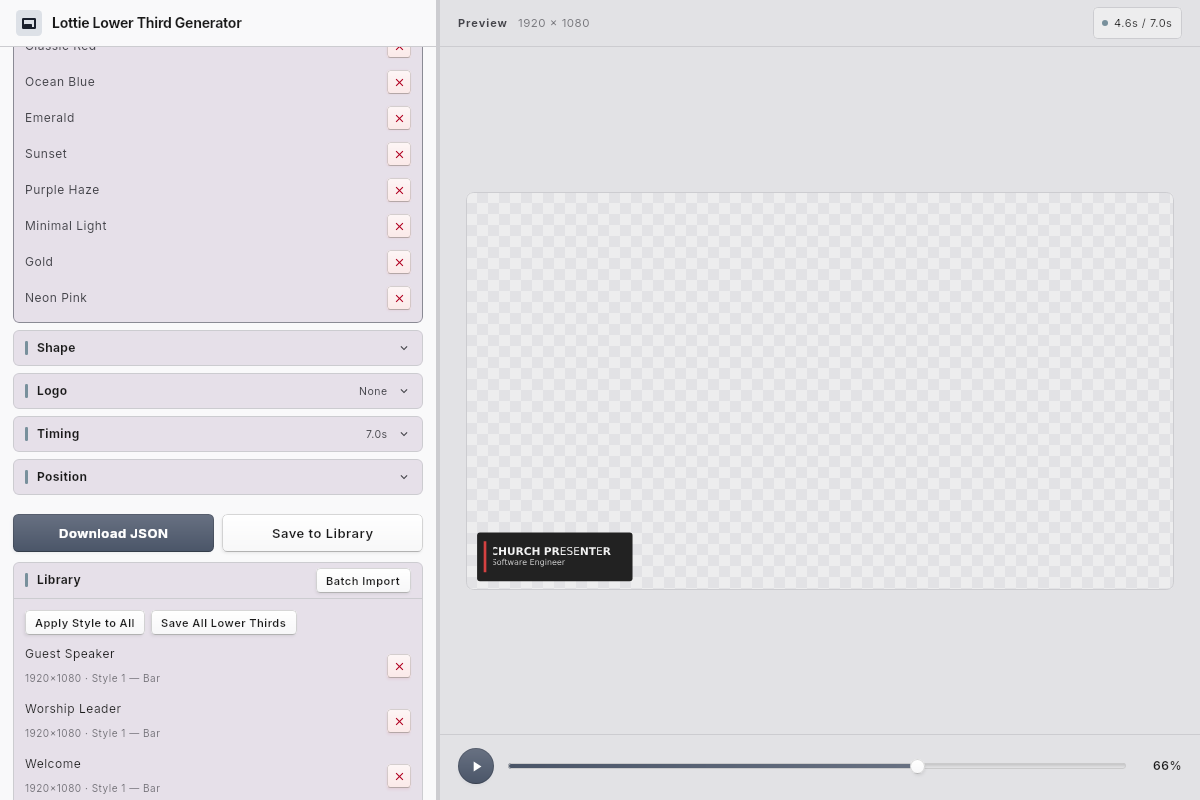 Lottie Lower Third Generator
Classic Red
Ocean Blue
Emerald
Sunset
Purple Haze
Minimal Light
Gold
Neon Pink
Shape
Logo None
Timing 7.0s
Position
Download JSON Save to Library
Library Batch Import
Apply Style to All Save All Lower Thirds
Guest Speaker
1920×1080 · Style 1 — Bar
Worship Leader
1920×1080 · Style 1 — Bar
Welcome
1920×1080 · Style 1 — Bar
Preview 1920 × 1080
4.6s / 7.0s
CHURCH PRESENTER
Software Engineer
66%